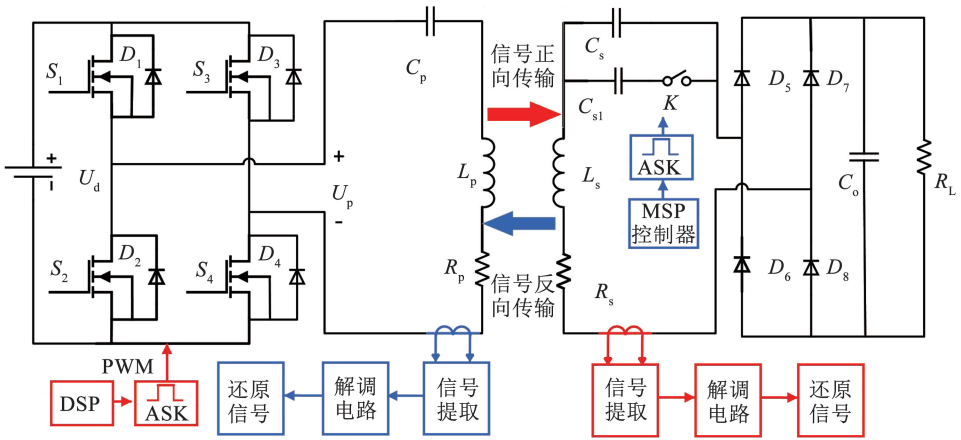 S1
D1
S3
D3
Ud
S2
D2
S4
D4
+
-
PWM
DSP
ASK
Cp
+
Up
-
Lp
Rp
信号正
向传输
信号反
向传输
Cs
Cs1
K
ASK
MSP
控制器
Ls
Rs
D5
D7
D6
D8
Co
RL
还原
信号
解调
电路
信号
提取
信号
提取
解调
电路
还原
信号